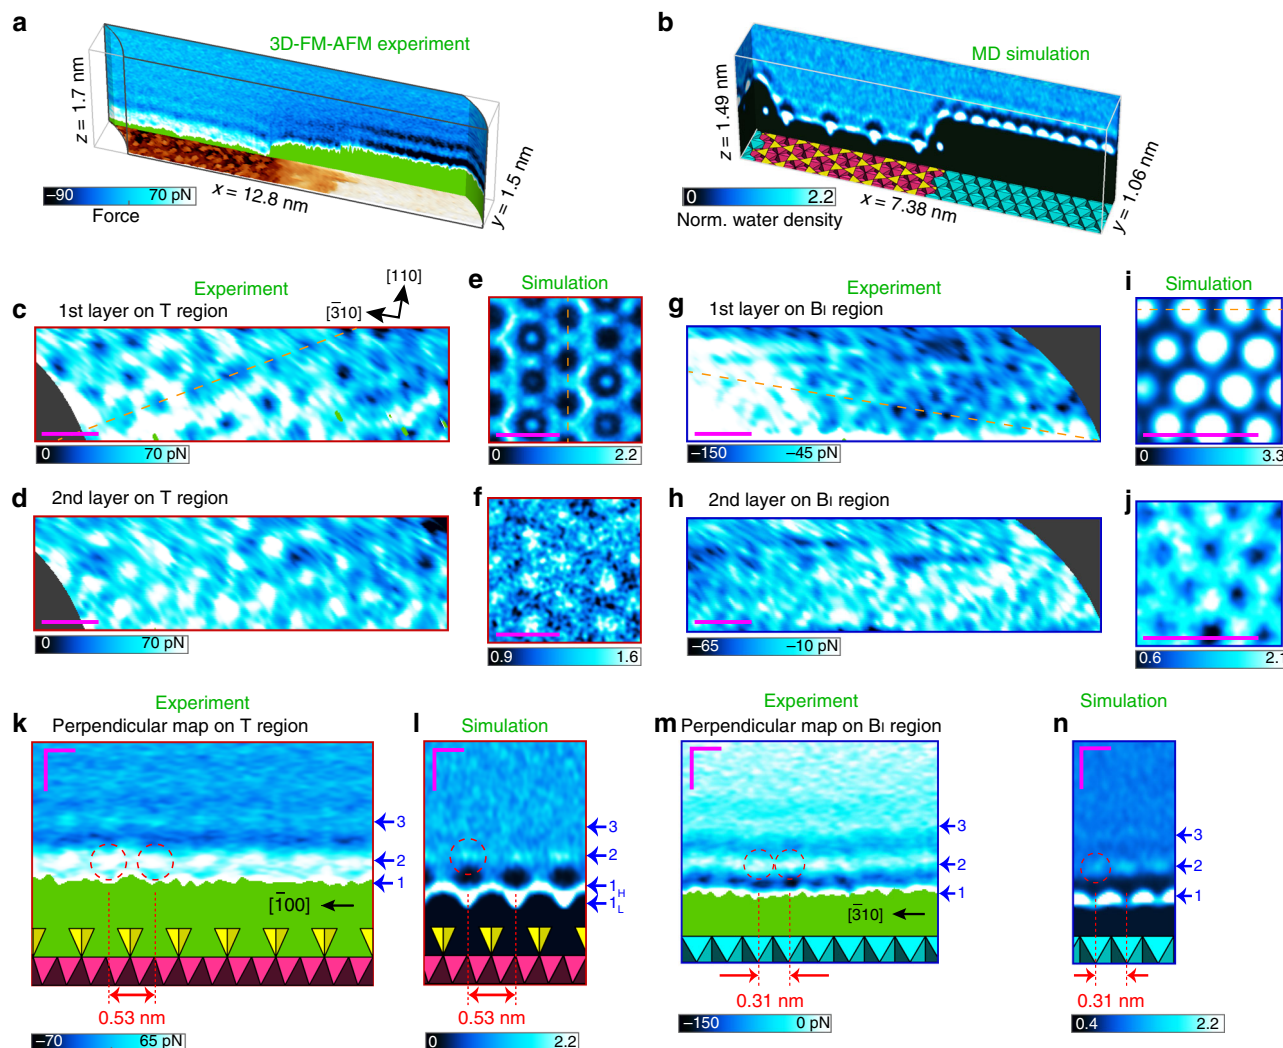 a
3D-FM-AFM experiment
z = 1.7 nm
x = 12.8 nm
y = 1.5 nm
–90 70 pN
Force
b
MD simulation
z = 1.49 nm
x = 7.38 nm
y = 1.06 nm
0 2.2
Norm. water density
Experiment
[110]
[3̅10]
c 1st layer on T region
0 70 pN
d 2nd layer on T region
0 70 pN
Simulation
e
0 2.2
f
0.9 1.6
Experiment
g 1st layer on BI region
–150 –45 pN
h 2nd layer on BI region
–65 –10 pN
Simulation
i
0 3.3
j
0.6 2.1
Experiment
k Perpendicular map on T region
3
2
1
[1̅00]
0.53 nm
–70 65 pN
Simulation
l
3
2
1H
1L
0.53 nm
0 2.2
Experiment
m Perpendicular map on BI region
3
2
1
[3̅10]
0.31 nm
–150 0 pN
Simulation
n
3
2
1
0.31 nm
0.4 2.2